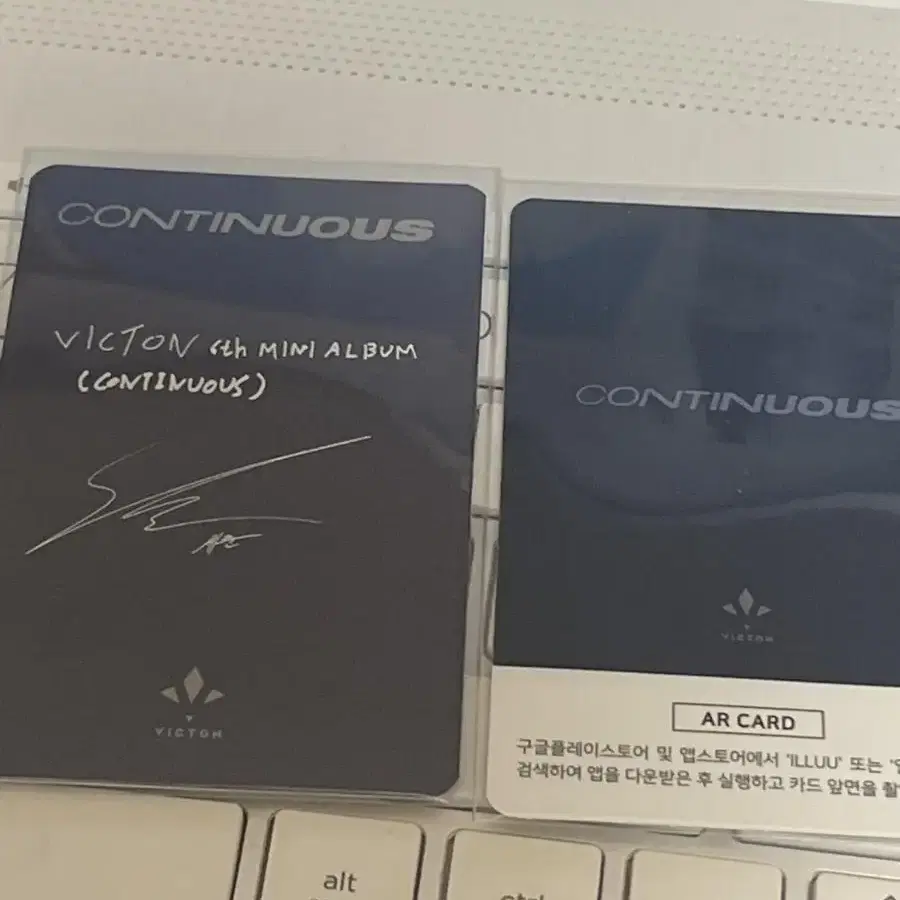 CONTINUOUS
VICTON 6th MINI ALBUM
(CONTINUOUS)
VICTON
CONTINUOUS
VICTON
AR CARD
구글플레이스토어 및 앱스토어에서 'ILLUU' 또는
검색하여 앱을 다운받은 후 실행하고 카드 앞면을
alt
ctrl